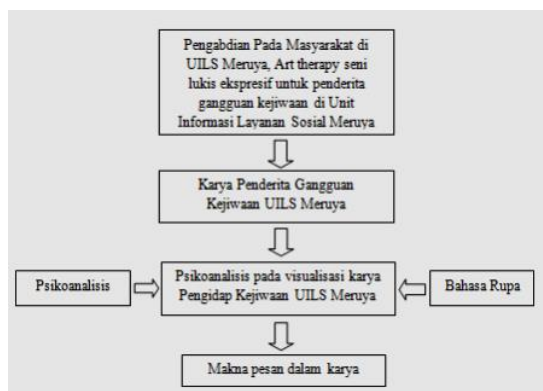 Pengabdian Pada Masyarakat di
UILS Meruya, Art therapy seni
lukis ekspresif untuk penderita
gangguan kejiwaan di Unit
Informasi Layanan Sosial Meruya
Karya Penderita Gangguan
Kejiwaan UILS Meruya
Psikoanalisis
Psikoanalisis pada visualisasi karya
Pengidap Kejiwaan UILS Meruya
Bahasa Rupa
Makna pesan dalam karya